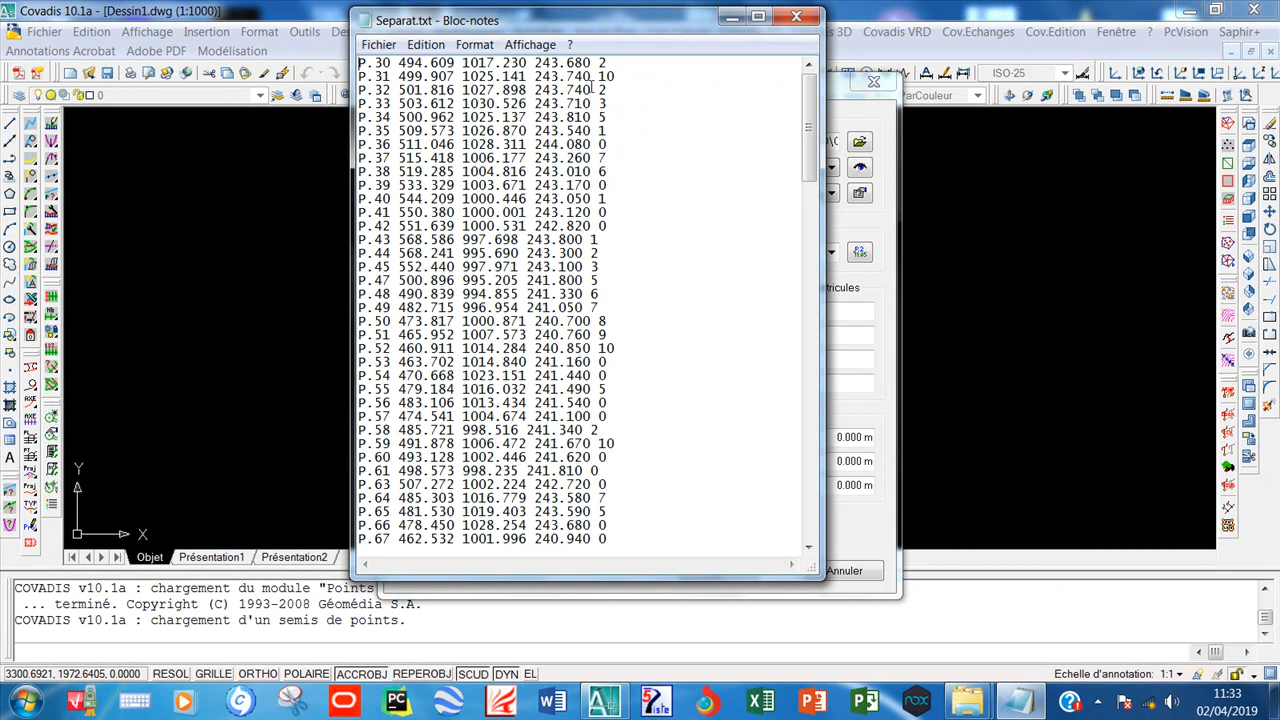 Covadis 10.1a - [Dessin1.dwg (1:1000)]
Separat.txt - Bloc-notes
Fichier Edition Affichage Insertion Format Outils
Fichier Edition Format Affichage ?
Covadis VRD Covadis Edition Fenêtre ? PcVision Saphir
Annotations Acrobat Adobe PDF Modélisation
ISO-25
0
ParCouleur
P.30 494.609 1017.230 243.680 2
P.31 499.907 1025.141 243.740 10
P.32 501.816 1027.898 243.740 2
P.33 503.612 1030.526 243.710 3
P.34 500.962 1025.137 243.810 5
P.35 509.573 1026.870 243.540 1
P.36 511.046 1028.311 244.080 0
P.37 515.418 1006.177 243.260 7
P.38 519.285 1004.816 243.010 6
P.39 533.329 1003.671 243.170 0
P.40 544.209 1000.446 243.050 1
P.41 550.380 1000.001 243.120 0
P.42 551.639 1000.531 242.820 0
P.43 568.586 997.698 243.800 1
P.44 568.241 995.690 243.300 2
P.45 552.440 997.971 243.100 3
P.47 500.896 995.205 241.800 5
P.48 490.839 994.855 241.330 6
P.49 482.715 996.954 241.050 7
P.50 473.817 1000.871 240.700 8
P.51 465.952 1007.573 240.760 9
P.52 460.911 1014.284 240.850 10
P.53 463.702 1014.840 241.160 0
P.54 470.668 1023.151 241.440 0
P.55 479.184 1016.032 241.490 5
P.56 483.106 1013.434 241.540 0
P.57 474.541 1004.674 241.100 0
P.58 485.721 998.516 241.340 2
P.59 491.878 1006.472 241.670 10
P.60 493.128 1002.446 241.620 0
P.61 498.573 998.235 241.810 0
P.63 507.272 1002.224 242.720 0
P.64 485.303 1016.779 243.580 7
P.65 481.530 1019.403 243.590 5
P.66 478.450 1028.254 243.680 0
P.67 462.532 1001.996 240.940 0
tricules
0.000 m
0.000 m
0.000 m
Annuler
Y
X
Objet Présentation1 Présentation2
COVADIS v10.1a : chargement du module "Points
... terminé. Copyright (C) 1993-2008 Geomédia S.A.
COVADIS v10.1a : chargement d'un semis de points.
3300.6921, 1972.6405, 0.0000 RESOL GRILLE ORTHO POLAIRE ACCROBJ REPEROBJ SCUD DYN EL
Echelle d'annotation: 1:1
11:33
02/04/2019